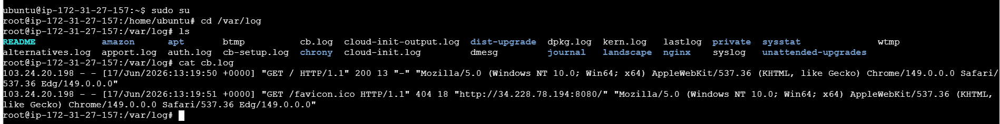 ubuntu@ip-172-31-27-157:~$ sudo su
root@ip-172-31-27-157:/home/ubuntu# cd /var/log
root@ip-172-31-27-157:/var/log# ls
README alternatives.log amazon apport.log apt auth.log btmp cb-setup.log cb.log chrony cloud-init-output.log cloud-init.log dist-upgrade dmesg dpkg.log journal kern.log landscape lastlog nginx private syslog sysstat unattended-upgrades wtmp
root@ip-172-31-27-157:/var/log# cat cb.log
103.24.20.198 - - [17/Jun/2026:13:19:50 +0000] "GET / HTTP/1.1" 200 13 "-" "Mozilla/5.0 (Windows NT 10.0; Win64; x64) AppleWebKit/537.36 (KHTML, like Gecko) Chrome/149.0.0.0 Safari/
537.36 Edg/149.0.0.0"
103.24.20.198 - - [17/Jun/2026:13:19:51 +0000] "GET /favicon.ico HTTP/1.1" 404 18 "http://34.228.78.194:8080/" "Mozilla/5.0 (Windows NT 10.0; Win64; x64) AppleWebKit/537.36 (KHTML,
like Gecko) Chrome/149.0.0.0 Safari/537.36 Edg/149.0.0.0"
root@ip-172-31-27-157:/var/log#